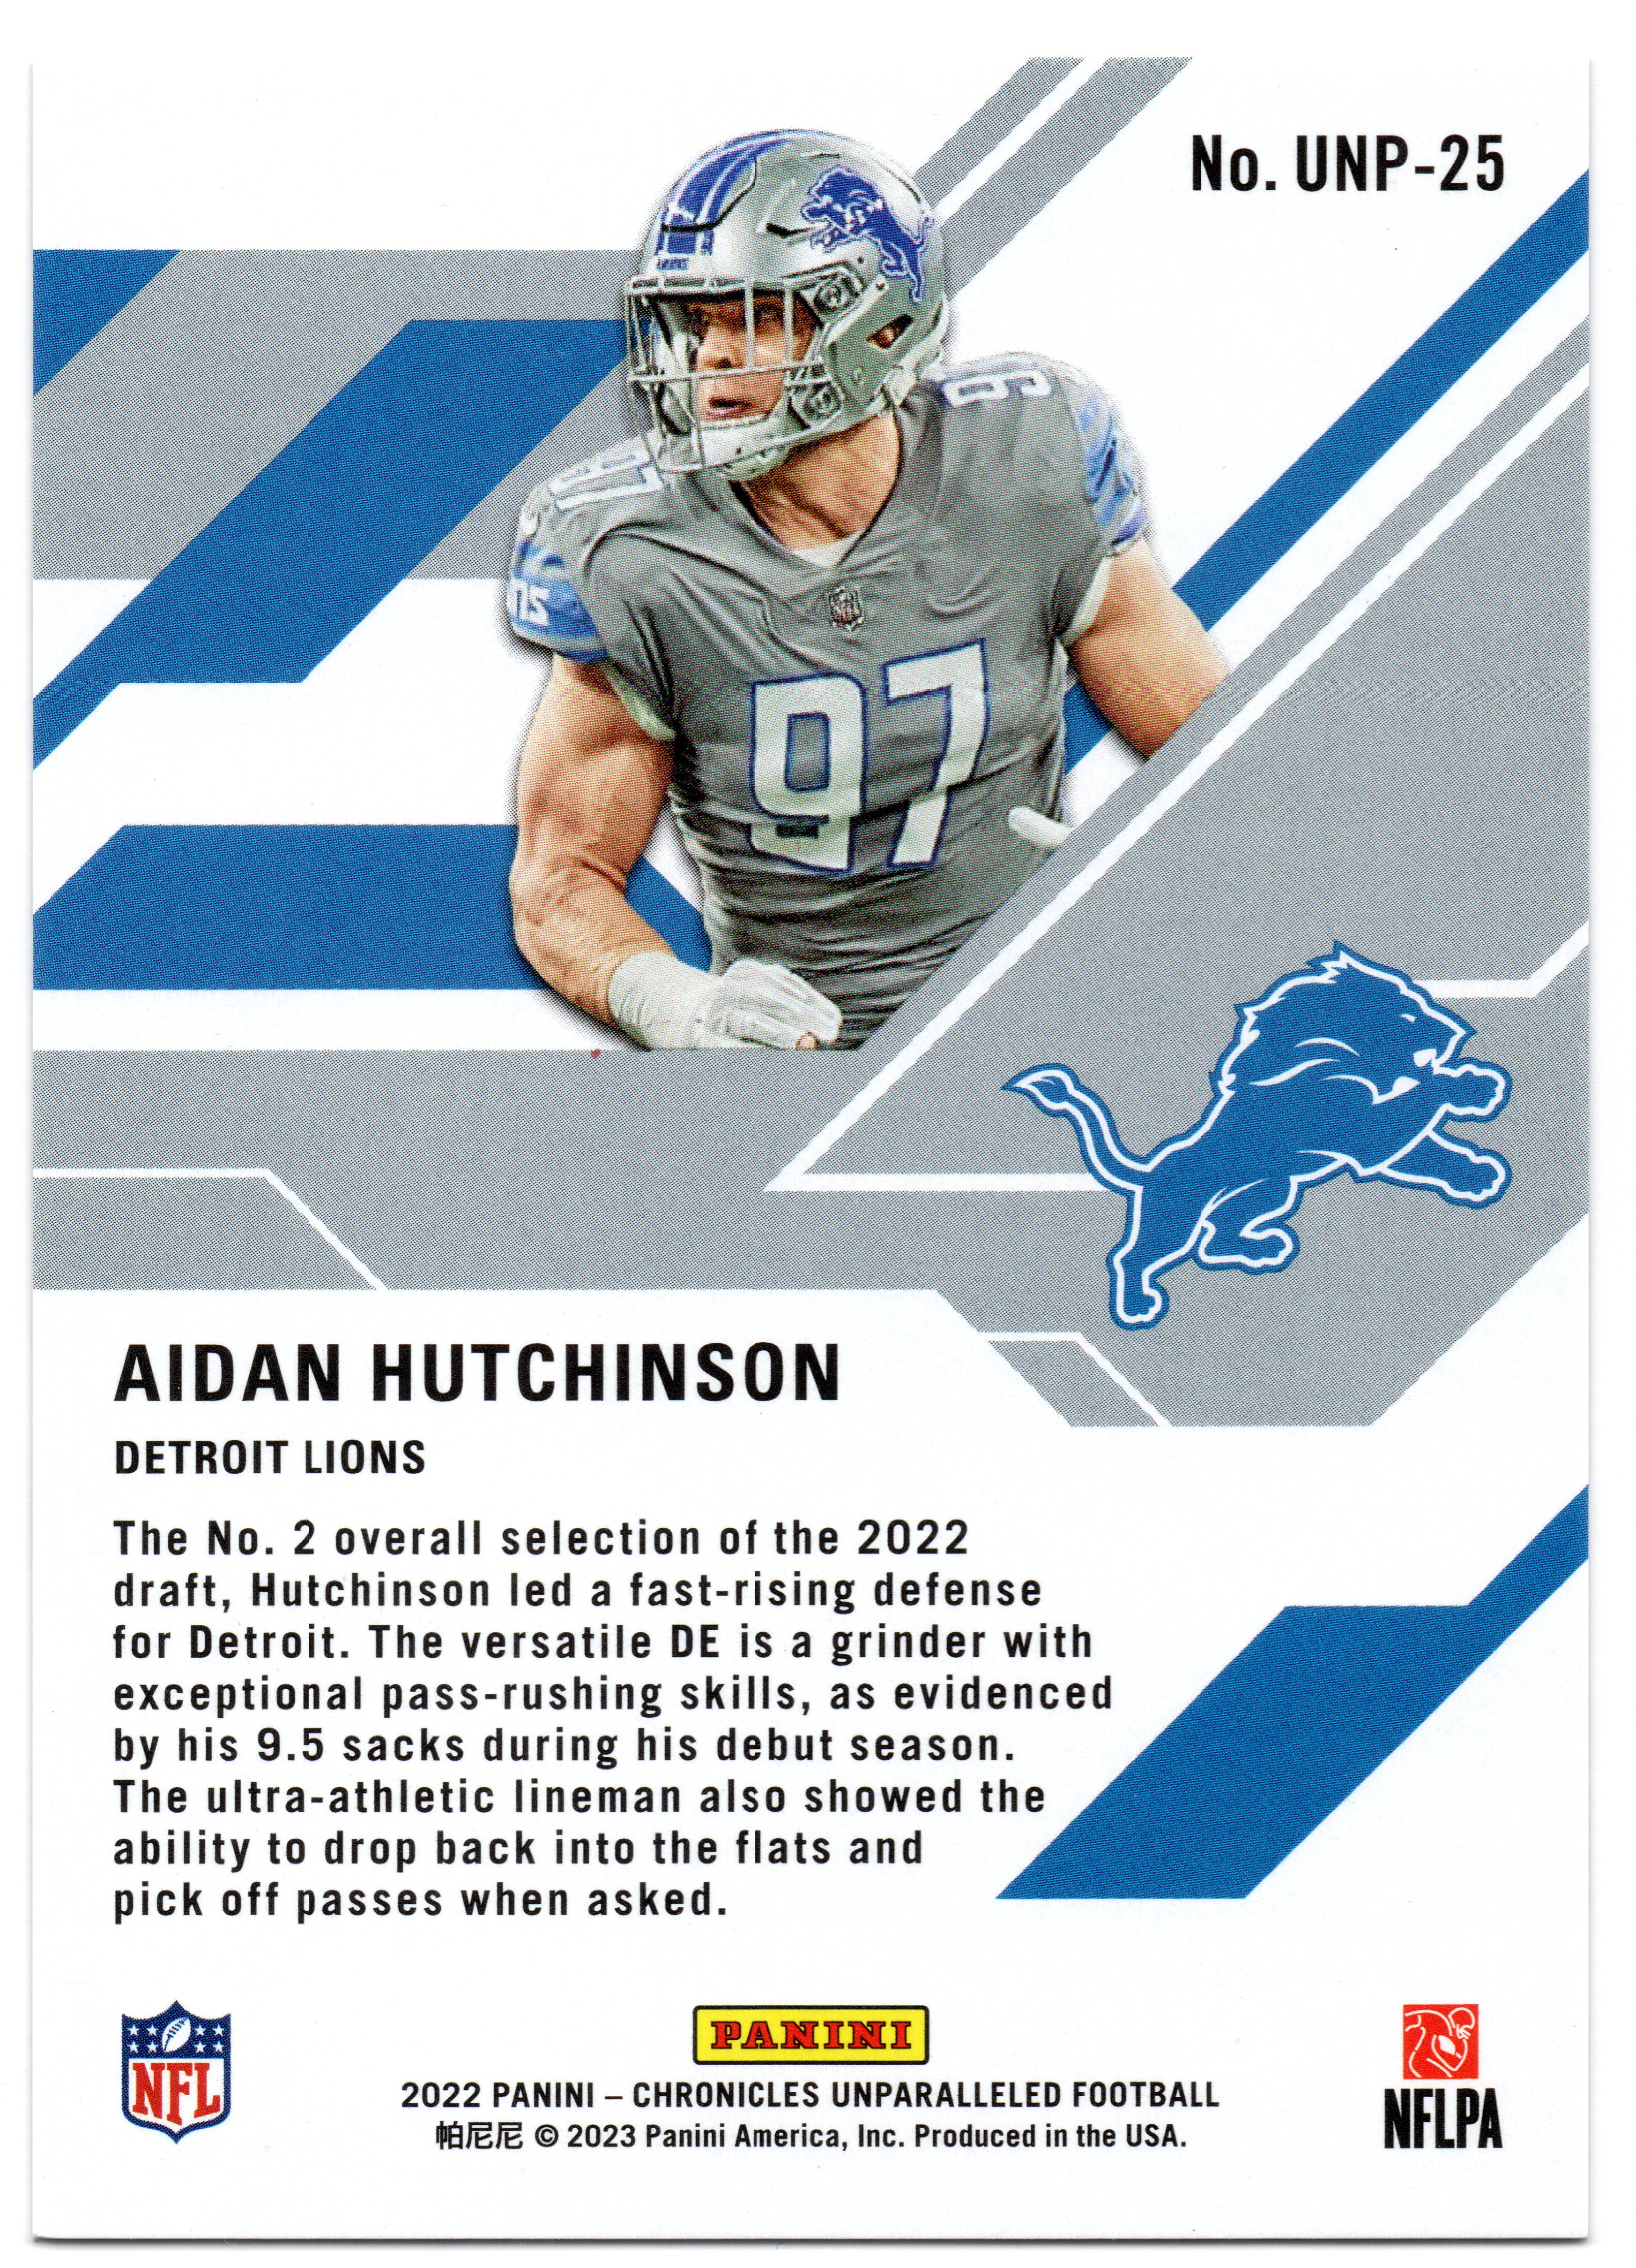 No. UNP-25
97
97
NFL
97
AIDAN HUTCHINSON
DETROIT LIONS
The No. 2 overall selection of the 2022
draft, Hutchinson led a fast-rising defense
for Detroit. The versatile DE is a grinder with
exceptional pass-rushing skills, as evidenced
by his 9.5 sacks during his debut season.
The ultra-athletic lineman also showed the
ability to drop back into the flats and
pick off passes when asked.
NFL
PANINI
2022 PANINI – CHRONICLES UNPARALLELED FOOTBALL
帕尼尼 © 2023 Panini America, Inc. Produced in the USA.
NFLPA